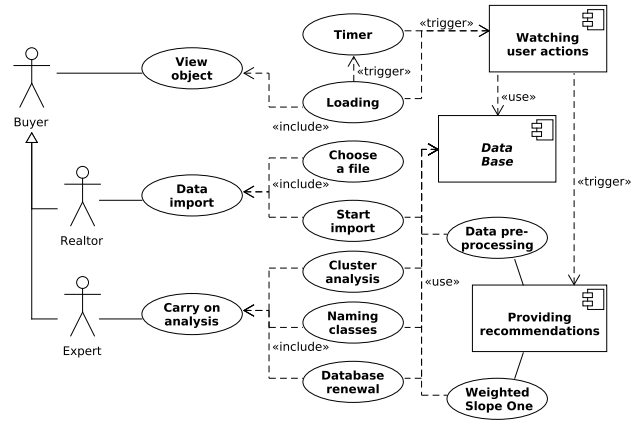 «trigger»
Timer
Watching
user actions
View
object
«trigger»
Loading
«use»
Buyer
«include»
Choose
a file
Data
Base
Data
import
«include»
«trigger»
Start
import
Realtor
Data pre-
processing
Cluster
analysis
«use»
Carry on
analysis
Naming
classes
Providing
recommendations
Expert
«include»
Database
renewal
Weighted
Slope One